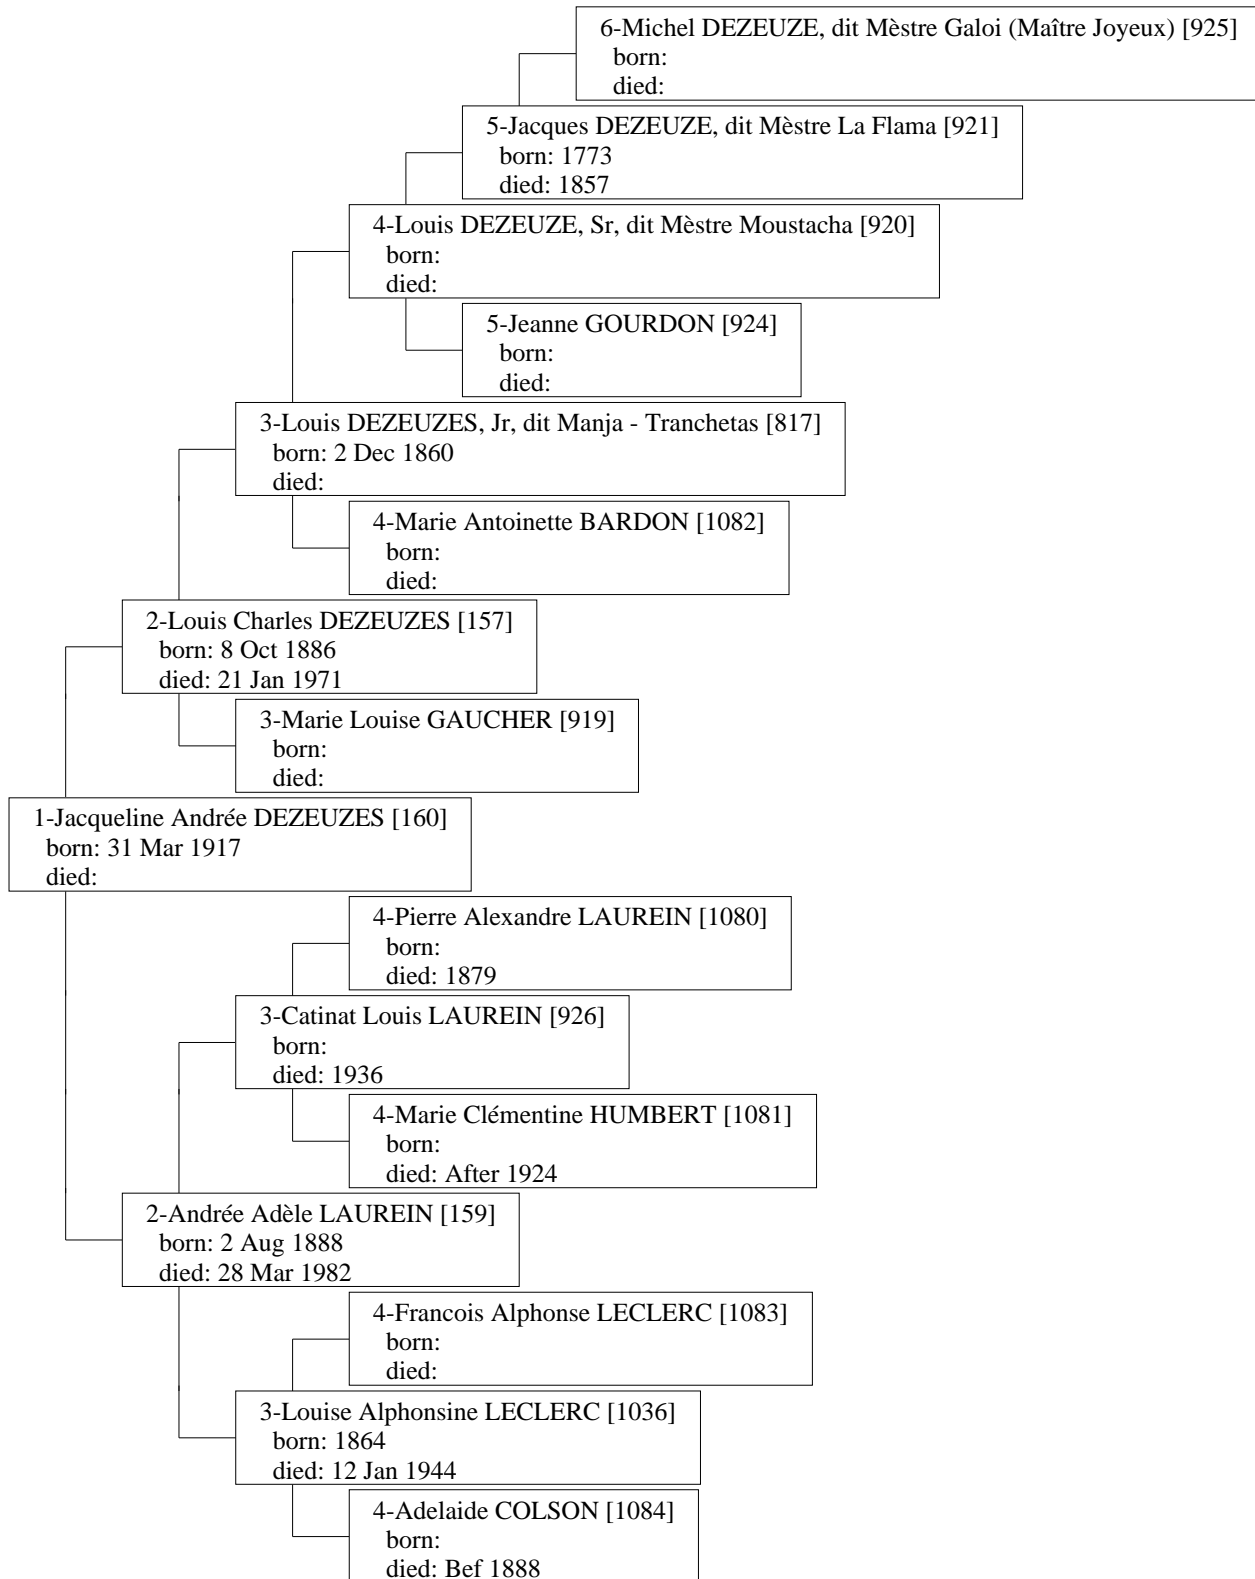 6-Michel DEZEUZE, dit Mèstre Galoi (Maître Joyeux) [925]
born:
died:
5-Jacques DEZEUZE, dit Mèstre La Flama [921]
born: 1773
died: 1857
4-Louis DEZEUZE, Sr, dit Mèstre Moustacha [920]
born:
died:
5-Jeanne GOURDON [924]
born:
died:
3-Louis DEZEUZES, Jr, dit Manja - Tranchetas [817]
born: 2 Dec 1860
died:
4-Marie Antoinette BARDON [1082]
born:
died:
2-Louis Charles DEZEUZES [157]
born: 8 Oct 1886
died: 21 Jan 1971
3-Marie Louise GAUCHER [919]
born:
died:
1-Jacqueline Andrée DEZEUZES [160]
born: 31 Mar 1917
died:
4-Pierre Alexandre LAUREIN [1080]
born:
died: 1879
3-Catinat Louis LAUREIN [926]
born:
died: 1936
4-Marie Clémentine HUMBERT [1081]
born:
died: After 1924
2-Andrée Adèle LAUREIN [159]
born: 2 Aug 1888
died: 28 Mar 1982
4-Francois Alphonse LECLERC [1083]
born:
died:
3-Louise Alphonsine LECLERC [1036]
born: 1864
died: 12 Jan 1944
4-Adelaide COLSON [1084]
born:
died: Bef 1888